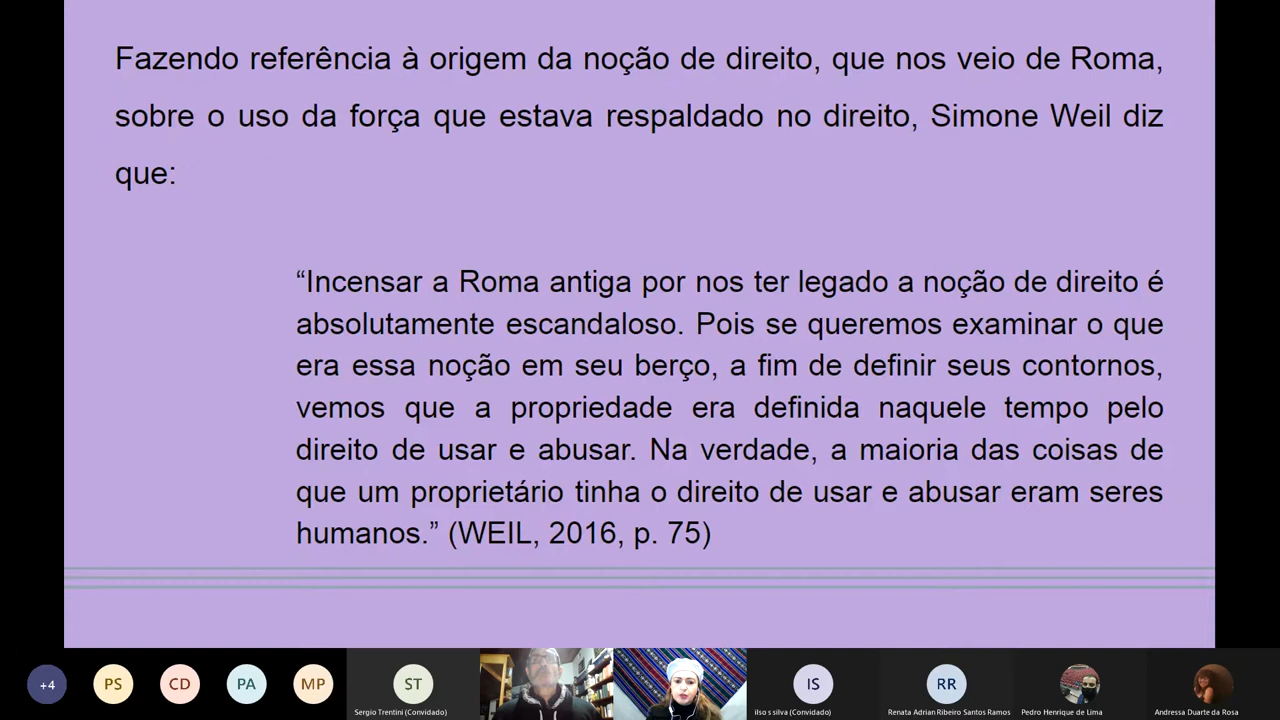 Fazendo referência à origem da noção de direito, que nos veio de Roma,
sobre o uso da força que estava respaldado no direito, Simone Weil diz
que:
“Incensar a Roma antiga por nos ter legado a noção de direito é
absolutamente escandaloso. Pois se queremos examinar o que
era essa noção em seu berço, a fim de definir seus contornos,
vemos que a propriedade era definida naquele tempo pelo
direito de usar e abusar. Na verdade, a maioria das coisas de
que um proprietário tinha o direito de usar e abusar eram seres
humanos.” (WEIL, 2016, p. 75)
+4 PS CD PA MP ST IS RR
Sergio Trentini (Convidado) ilso s silva (Convidado) Renata Adrian Ribeiro Santos Ramos Pedro Henrique de Lima Andressa Duarte da Rosa